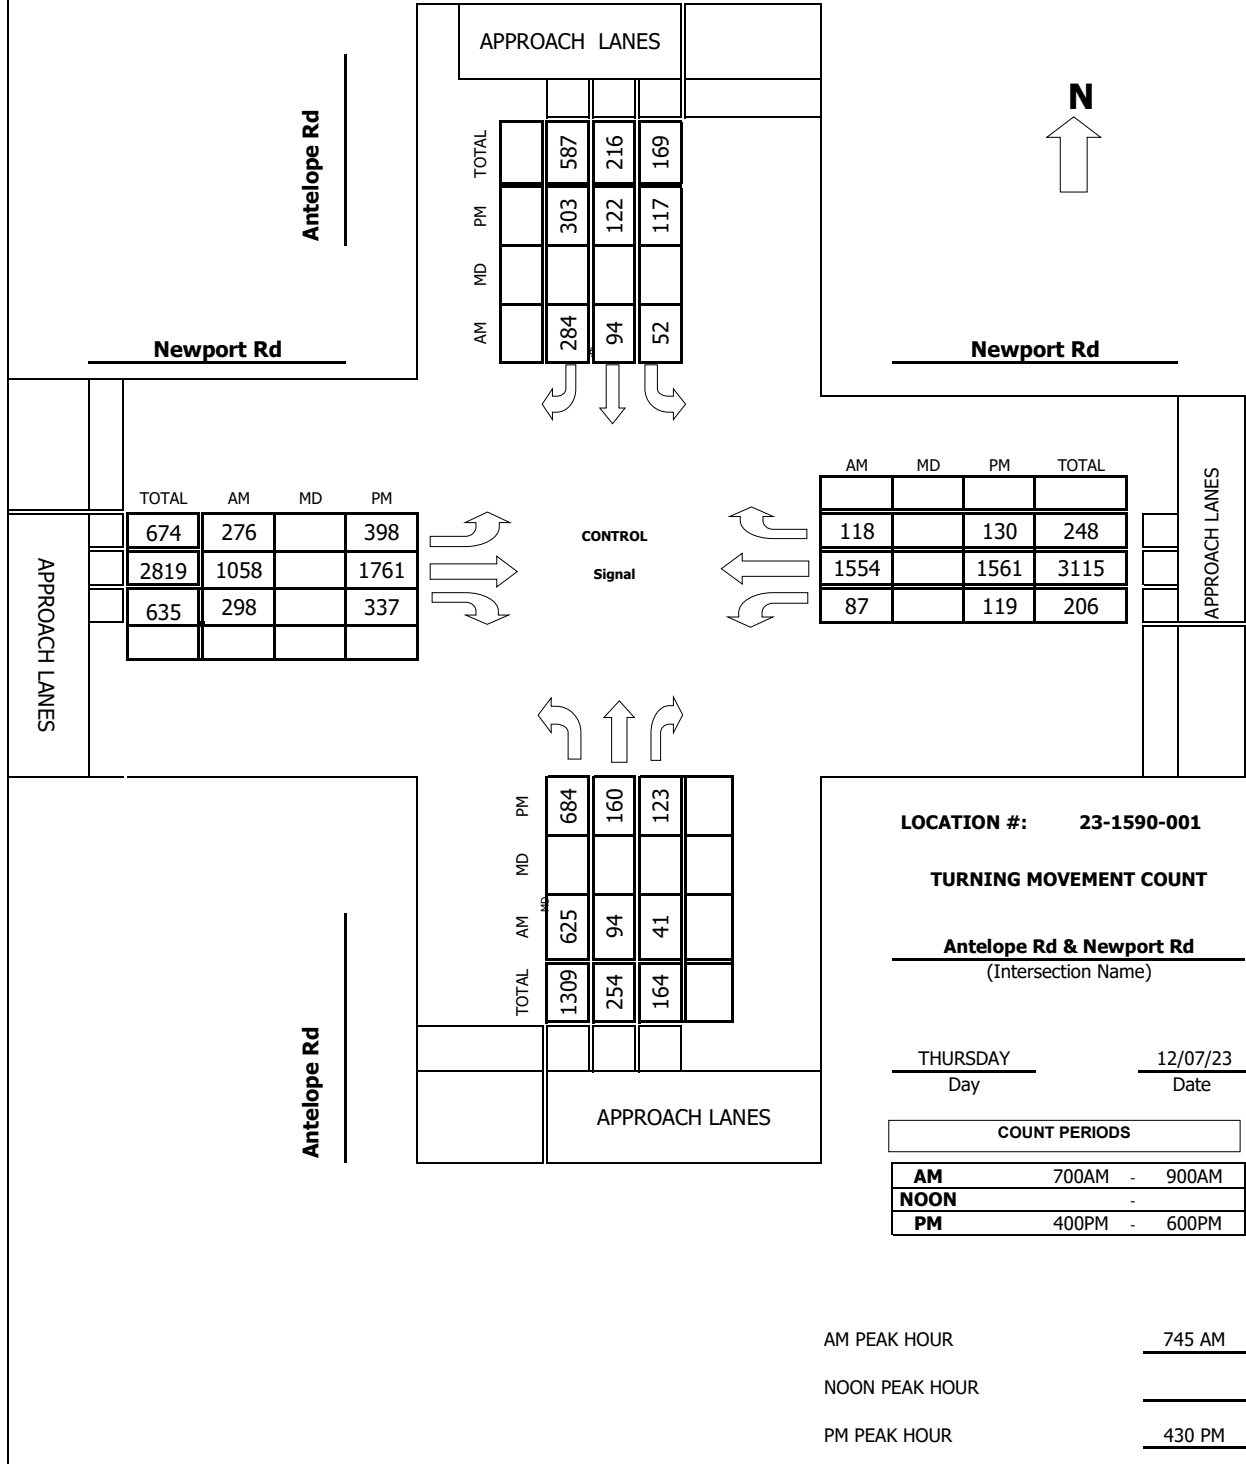 APPROACH LANES
N
Antelope Rd
TOTAL 587 216 169
PM 303 122 117
MD
AM 284 94 52
Newport Rd
Newport Rd
AM MD PM TOTAL
118 130 248
1554 1561 3115
87 119 206
APPROACH LANES
TOTAL AM MD PM
674 276 398
2819 1058 1761
635 298 337
APPROACH LANES
CONTROL
Signal
PM 684 160 123
MD
MD
AM 625 94 41
TOTAL 1309 254 164
Antelope Rd
APPROACH LANES
LOCATION #: 23-1590-001
TURNING MOVEMENT COUNT
Antelope Rd & Newport Rd
(Intersection Name)
THURSDAY 12/07/23
Day Date
COUNT PERIODS
AM 700AM - 900AM
NOON -
PM 400PM - 600PM
AM PEAK HOUR 745 AM
NOON PEAK HOUR
PM PEAK HOUR 430 PM